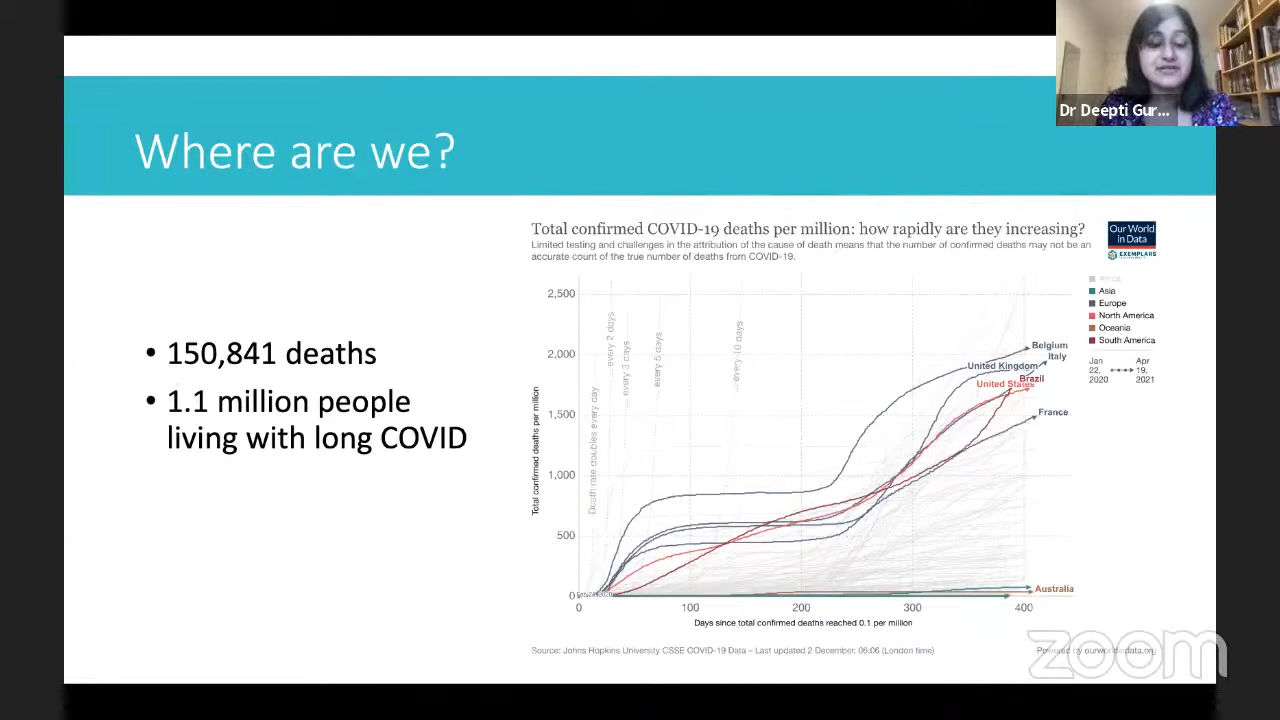 Dr Deepti Gur...
Where are we?
• 150,841 deaths
• 1.1 million people
living with long COVID
Total confirmed COVID-19 deaths per million: how rapidly are they increasing?
Limited testing and challenges in the attribution of the cause of death means that the number of confirmed deaths may not be an
accurate count of the true number of deaths from COVID-19.
Our World
in Data
EXEMPLARS
Africa
Asia
Europe
North America
Oceania
South America
Jan
22,
2020
Apr
19,
2021
Total confirmed deaths per million
2,500
2,000
1,500
1,000
500
0
Death rate doubles every day
...every 2 days
...every 3 days
...every 5 days
...every 10 days
Belgium
Italy
United Kingdom
Brazil
United States
France
Australia
0
100
200
300
400
Days since total confirmed deaths reached 0.1 per million
Source: Johns Hopkins University CSSE COVID-19 Data – Last updated 2 December, 06:06 (London time)
Powered by ourworldindata.org
zoom